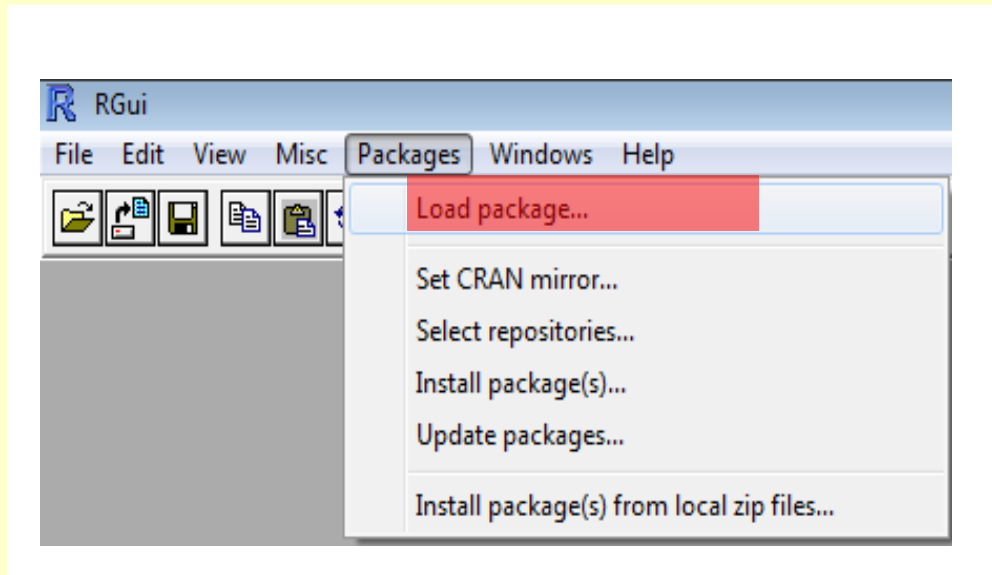 RGui
File Edit View Misc Packages Windows Help
Load package...
Set CRAN mirror...
Select repositories...
Install package(s)...
Update packages...
Install package(s) from local zip files...